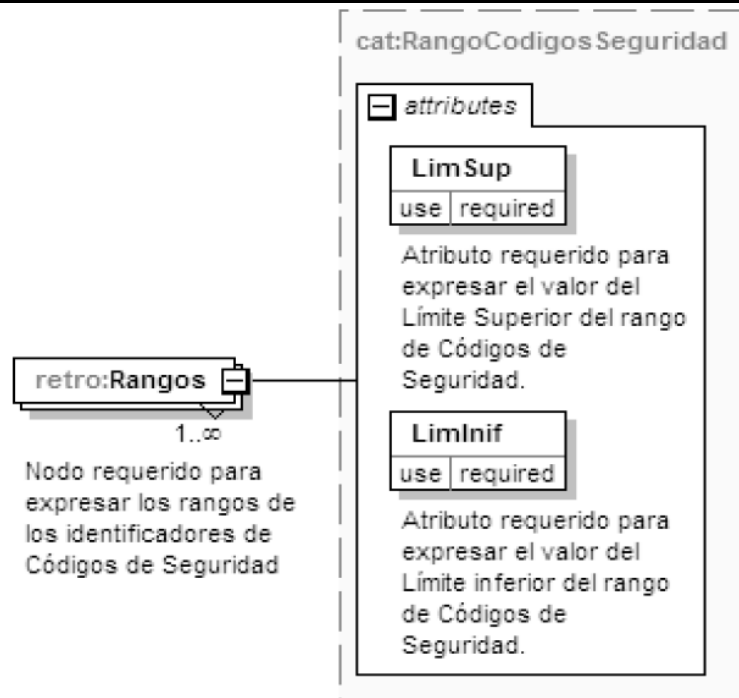 cat:RangoCodigosSeguridad
attributes
LimSup
use required
Atributo requerido para
expresar el valor del
Límite Superior del rango
de Códigos de
Seguridad.
retro:Rangos
1..∞
Nodo requerido para
expresar los rangos de
los identificadores de
Códigos de Seguridad
LimInif
use required
Atributo requerido para
expresar el valor del
Límite inferior del rango
de Códigos de
Seguridad.